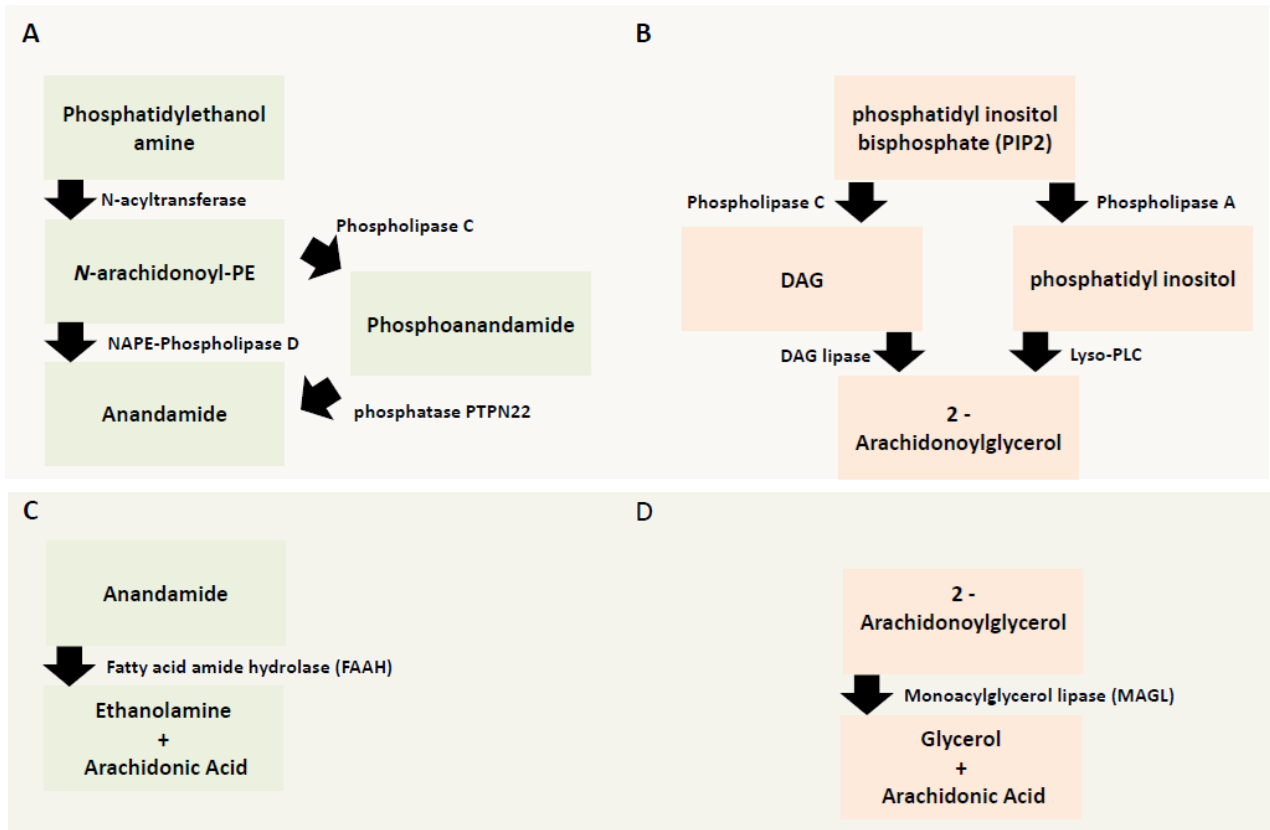 A
Phosphatidylethanol
amine
N-acyltransferase
N-arachidonoyl-PE
Phospholipase C
Phosphoanandamide
NAPE-Phospholipase D
Anandamide
phosphatase PTPN22
B
phosphatidyl inositol
bisphosphate (PIP2)
Phospholipase C
Phospholipase A
DAG
phosphatidyl inositol
DAG lipase
Lyso-PLC
2 -
Arachidonoylglycerol
C
Anandamide
Fatty acid amide hydrolase (FAAH)
Ethanolamine
+
Arachidonic Acid
D
2 -
Arachidonoylglycerol
Monoacylglycerol lipase (MAGL)
Glycerol
+
Arachidonic Acid